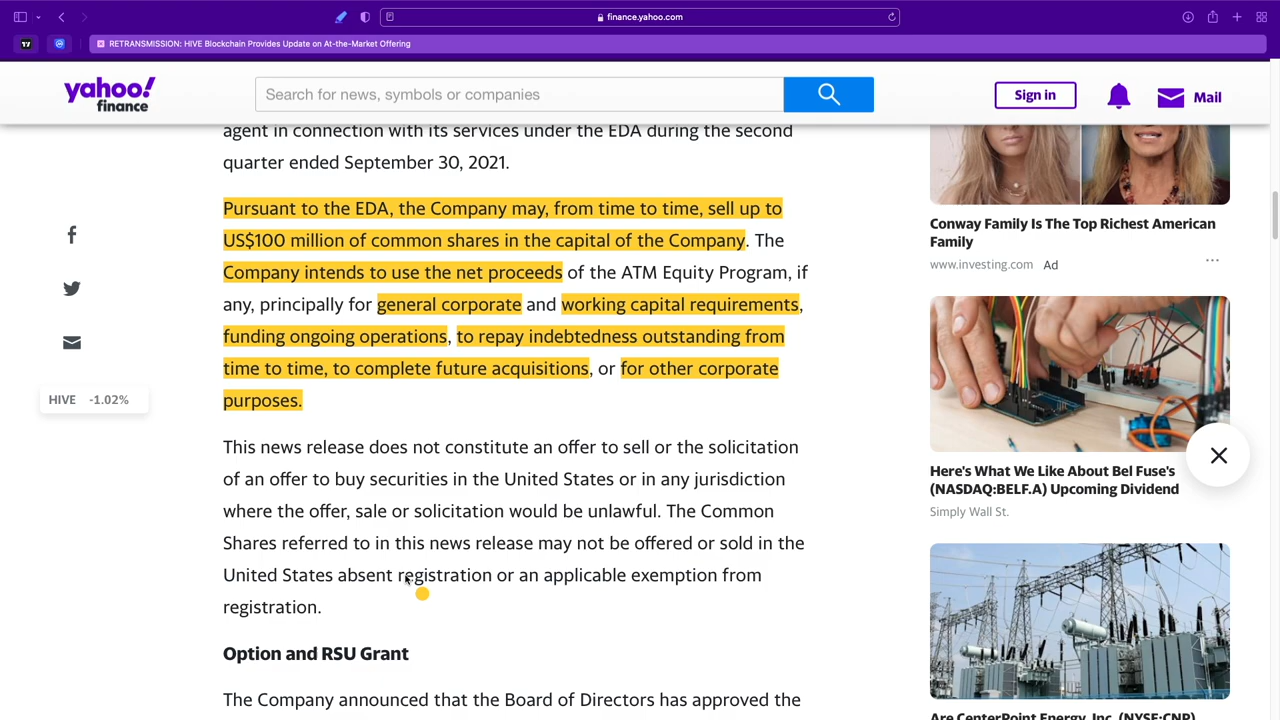 finance.yahoo.com
RETRANSMISSION: HIVE Blockchain Provides Update on At-the-Market Offering
yahoo!
finance
Search for news, symbols or companies
Sign in
Mail
agent in connection with its services under the EDA during the second
quarter ended September 30, 2021.
Pursuant to the EDA, the Company may, from time to time, sell up to
US$100 million of common shares in the capital of the Company. The
Company intends to use the net proceeds of the ATM Equity Program, if
any, principally for general corporate and working capital requirements,
funding ongoing operations, to repay indebtedness outstanding from
time to time, to complete future acquisitions, or for other corporate
purposes.
HIVE -1.02%
This news release does not constitute an offer to sell or the solicitation
of an offer to buy securities in the United States or in any jurisdiction
where the offer, sale or solicitation would be unlawful. The Common
Shares referred to in this news release may not be offered or sold in the
United States absent registration or an applicable exemption from
registration.
Option and RSU Grant
The Company announced that the Board of Directors has approved the
Conway Family Is The Top Richest American
Family
www.investing.com Ad
Here's What We Like About Bel Fuse's
(NASDAQ:BELF.A) Upcoming Dividend
Simply Wall St.
Are CenterPoint Energy, Inc. (NYSE:CNP)